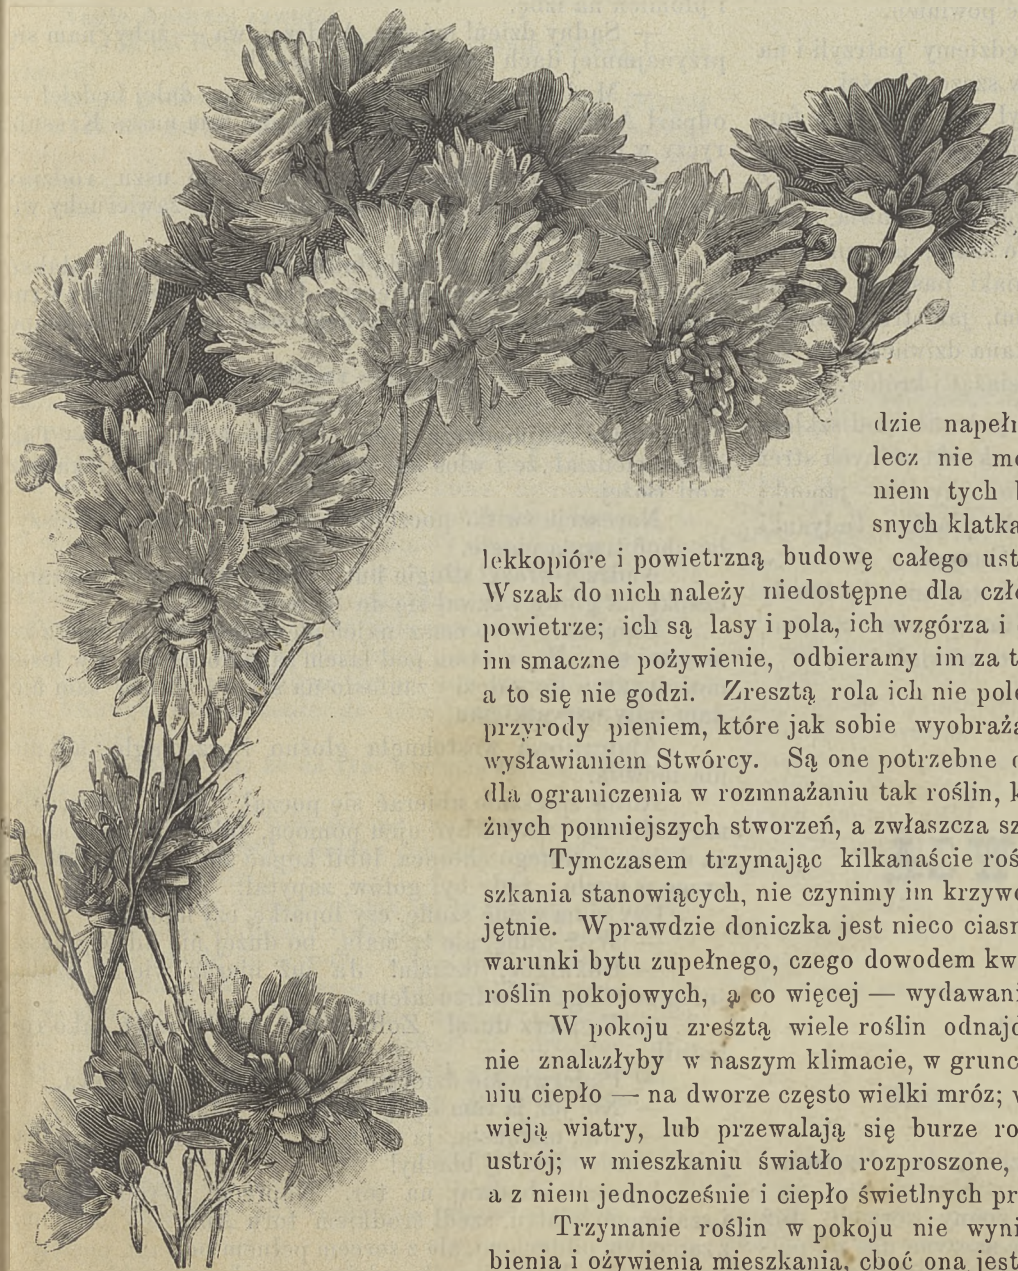 dzie napeł
lecz nie m
niem tych
snych klatka
lekkopióre i powietrzną budowę całego ust
Wszak do nich należy niedostępne dla czł
powietrze; ich są lasy i pola, ich wzgórza i
im smaczne pożywienie, odbieramy im za t
a to się nie godzi. Zresztą rola ich nie pol
przyrody pieniem, które jak sobie wyobraża
wysławianiem Stwórcy. Są one potrzebne
dla ograniczenia w rozmnażaniu tak roślin, k
żnych pomniejszych stworzeń, a zwłaszcza sz
Tymczasem trzymając kilkanaście roś
szkania stanowiących, nie czynimy im krzyw
jętnie. Wprawdzie doniczka jest nieco ciasn
warunki bytu zupełnego, czego dowodem kw
roślin pokojowych, a co więcej — wydawani
W pokoju zresztą wiele roślin odnajd
nie znalazłyby w naszym klimacie, w grunc
niu ciepło — na dworze często wielki mróz; w
wieją wiatry, lub przewalają się burze ro
ustrój; w mieszkaniu światło rozproszone,
a z niem jednocześnie i ciepło świetlnych pr
Trzymanie roślin w pokoju nie wyni
bienia i ożywienia mieszkania, choć ona jest